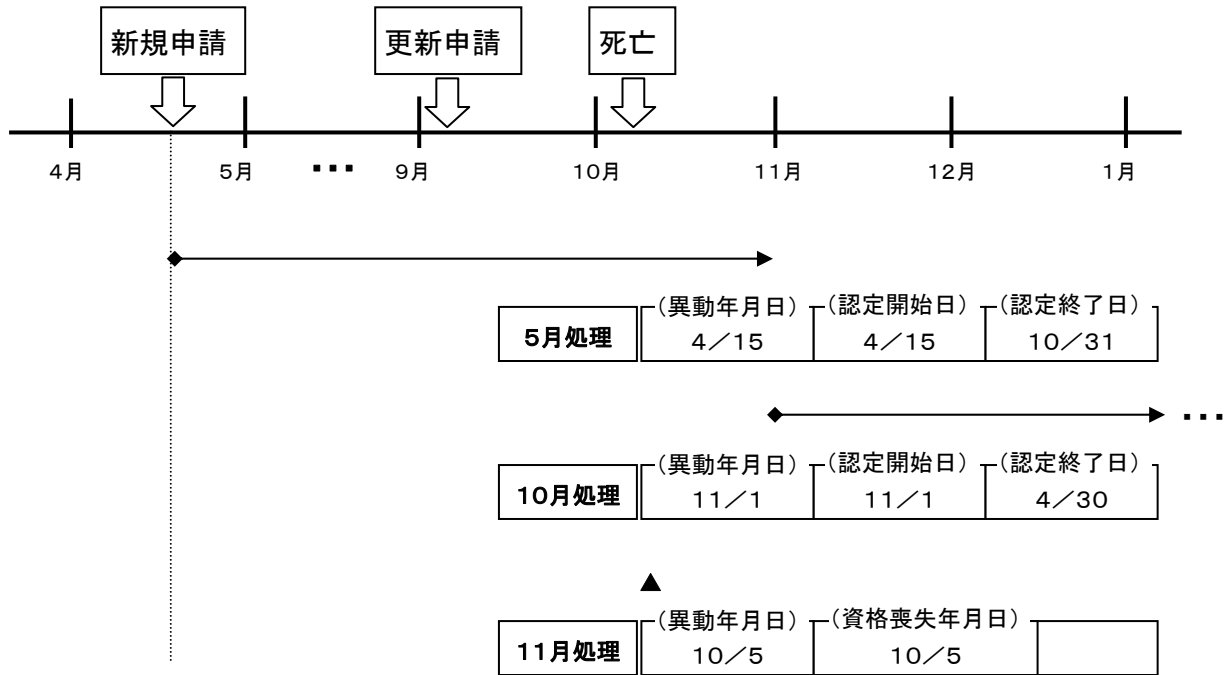 新規申請 更新申請 死亡
4月 5月 ・・・ 9月 10月 11月 12月 1月
(異動年月日) (認定開始日) (認定終了日)
5月処理 4/15 4/15 10/31
・・・
(異動年月日) (認定開始日) (認定終了日)
10月処理 11/1 11/1 4/30
(異動年月日) (資格喪失年月日)
11月処理 10/5 10/5